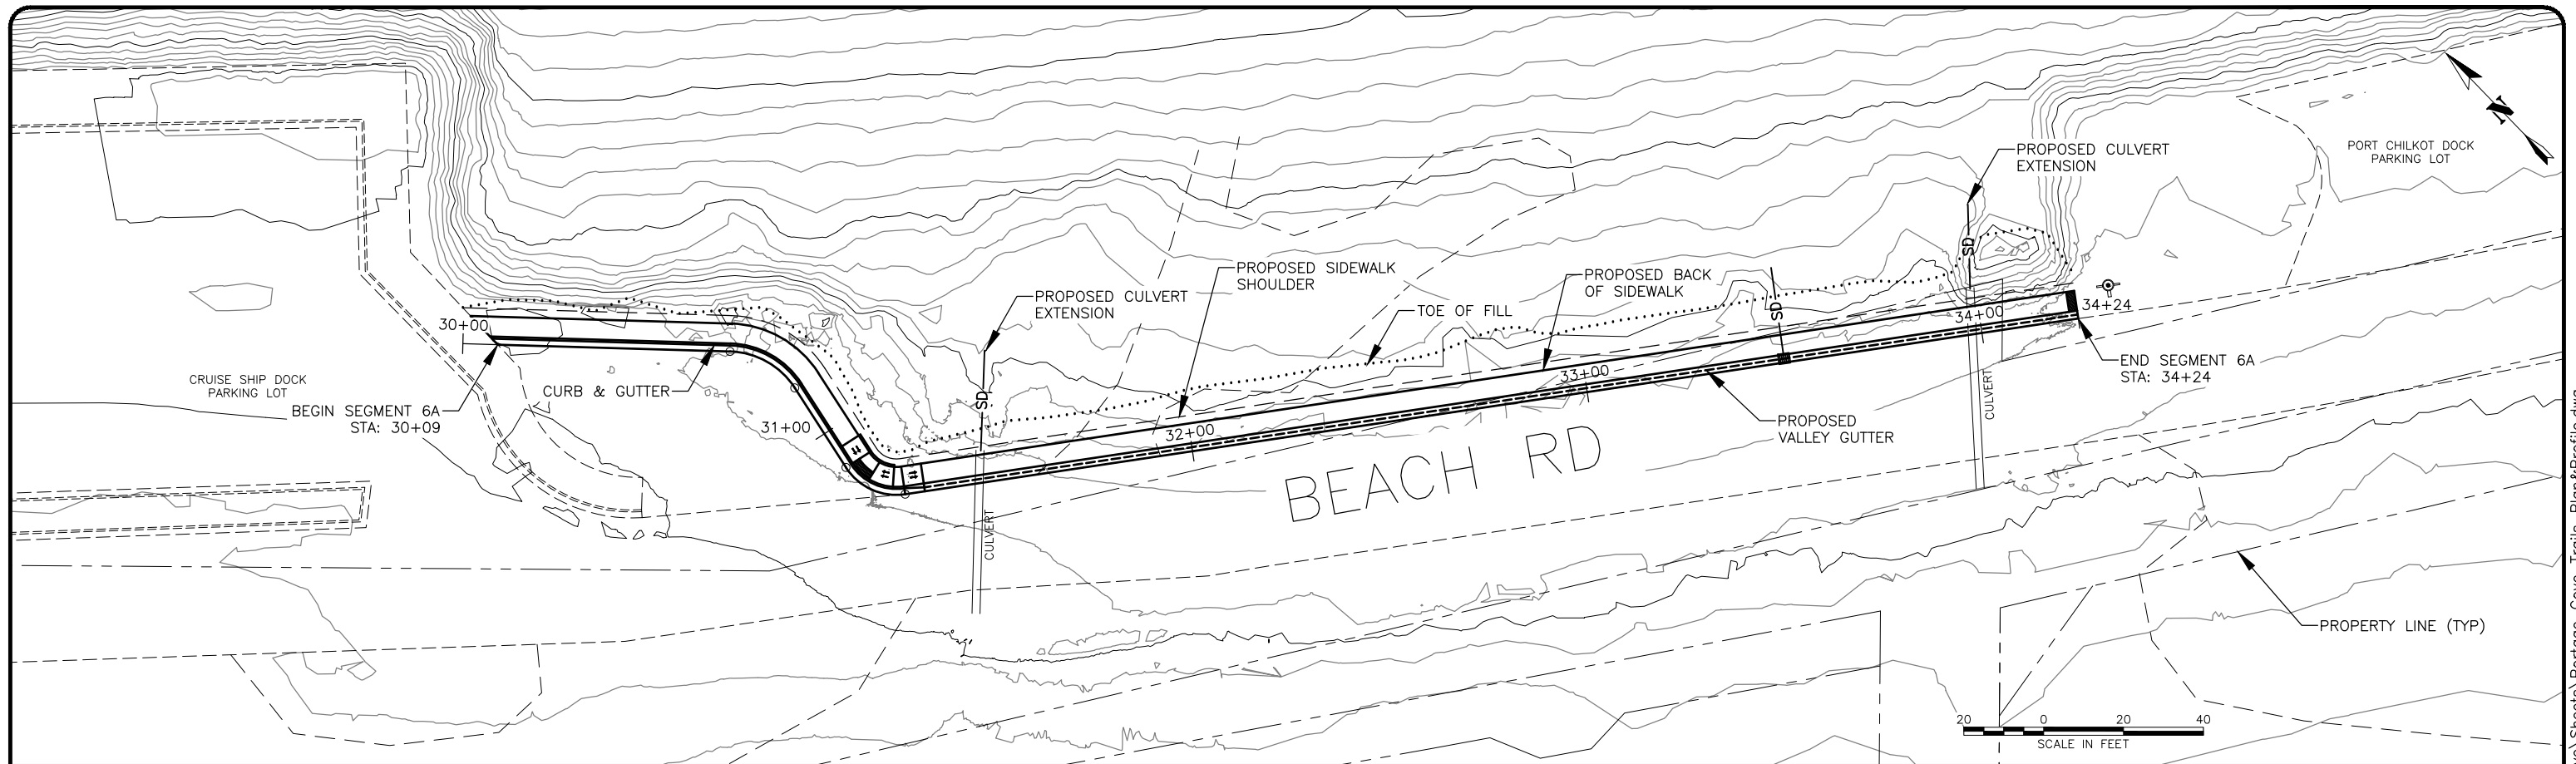 N
PORT CHILKOT DOCK
PARKING LOT
PROPOSED CULVERT
EXTENSION
SD
PROPOSED SIDEWALK
SHOULDER
PROPOSED BACK
OF SIDEWALK
PROPOSED CULVERT
EXTENSION
TOE OF FILL
SD
30+00
34+00
34+24
CRUISE SHIP DOCK
PARKING LOT
CURB & GUTTER
BEGIN SEGMENT 6A
STA: 30+09
SD
33+00
END SEGMENT 6A
STA: 34+24
CULVERT
31+00
32+00
PROPOSED
VALLEY GUTTER
BEACH RD
CULVERT
PROPERTY LINE (TYP)
20 0 20 40
SCALE IN FEET